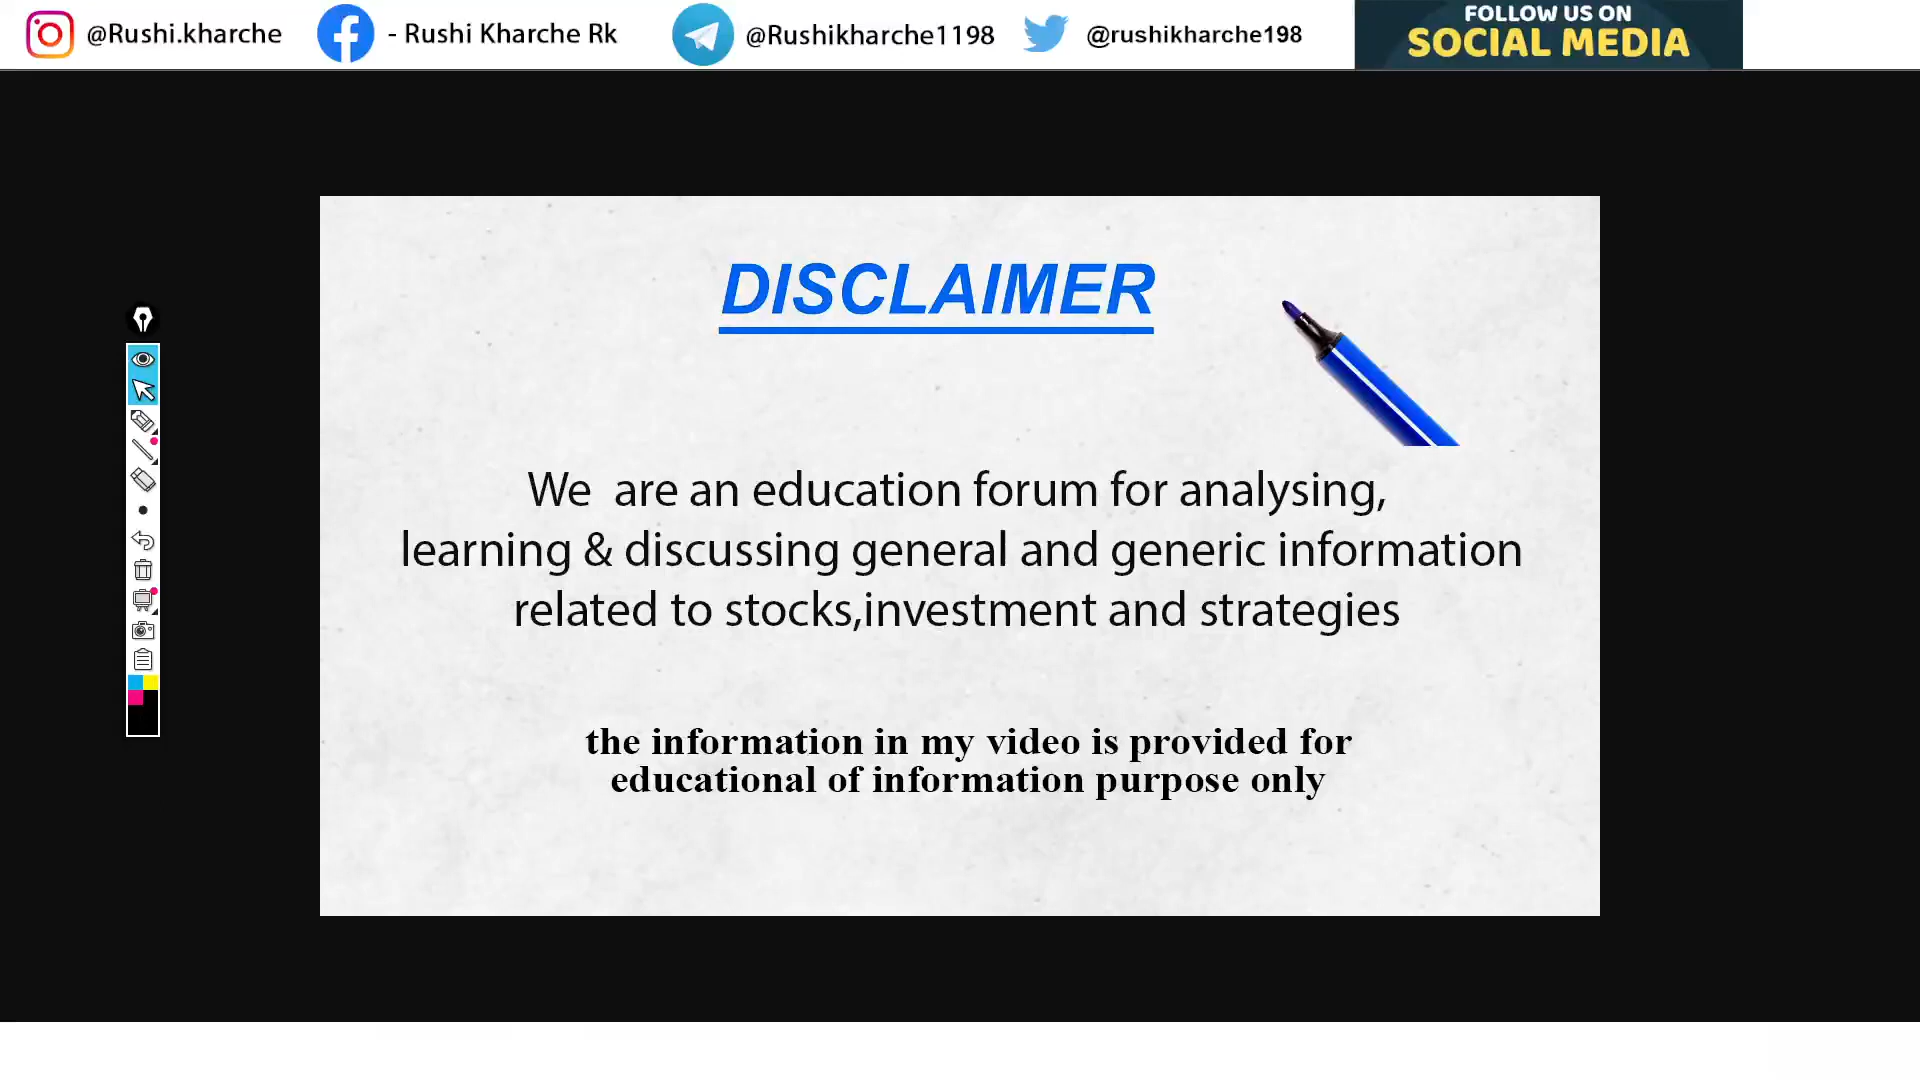 @Rushi.kharche - Rushi Kharche Rk @Rushikharche1198 @rushikharche198
FOLLOW US ON
SOCIAL MEDIA
DISCLAIMER
We are an education forum for analysing,
learning & discussing general and generic information
related to stocks,investment and strategies
the information in my video is provided for
educational of information purpose only